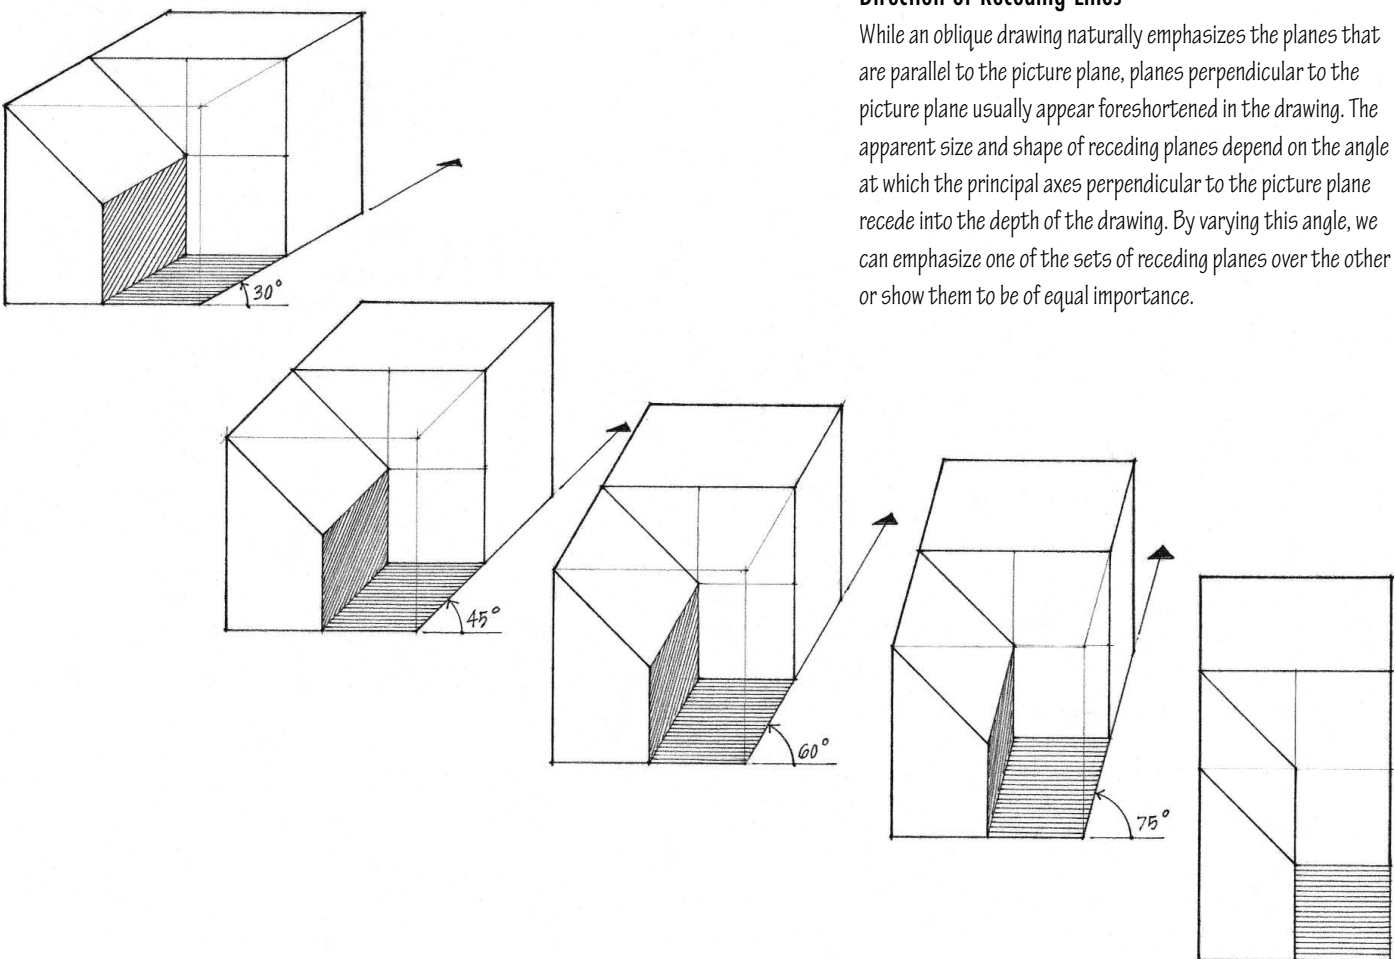 Direction of Receding Lines
While an oblique drawing naturally emphasizes the planes that
are parallel to the picture plane, planes perpendicular to the
picture plane usually appear foreshortened in the drawing. The
apparent size and shape of receding planes depend on the angle
at which the principal axes perpendicular to the picture plane
recede into the depth of the drawing. By varying this angle, we
can emphasize one of the sets of receding planes over the other
or show them to be of equal importance.
30°
45°
60°
75°